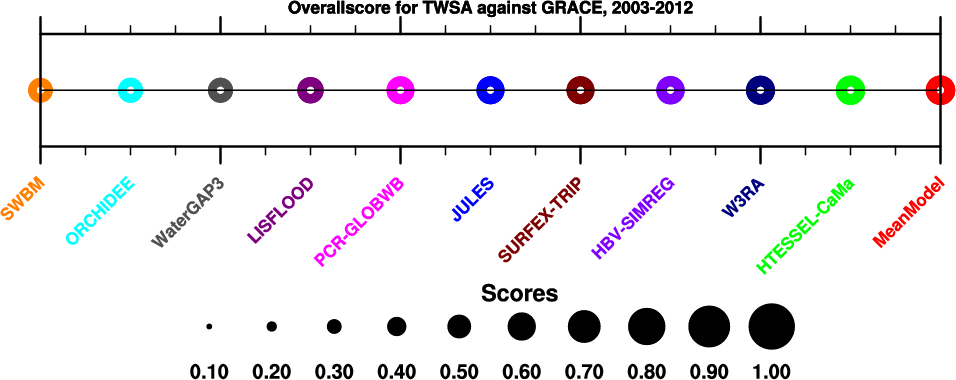 Overallscore for TWSA against GRACE, 2003-2012
SWBM
ORCHIDEE
WaterGAP3
LISFLOOD
PCR-GLOBWB
JULES
SURFEX-TRIP
HBV-SIMREG
W3RA
HTESSEL-CaMa
MeanModel
Scores
0.10 0.20 0.30 0.40 0.50 0.60 0.70 0.80 0.90 1.00